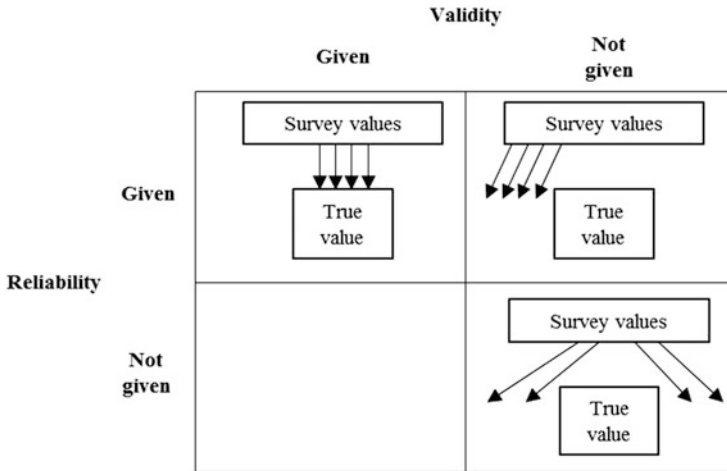 Validity
Given
Not
given
Survey values
Survey values
Given
True
value
True
value
Reliability
Survey values
Not
given
True
value